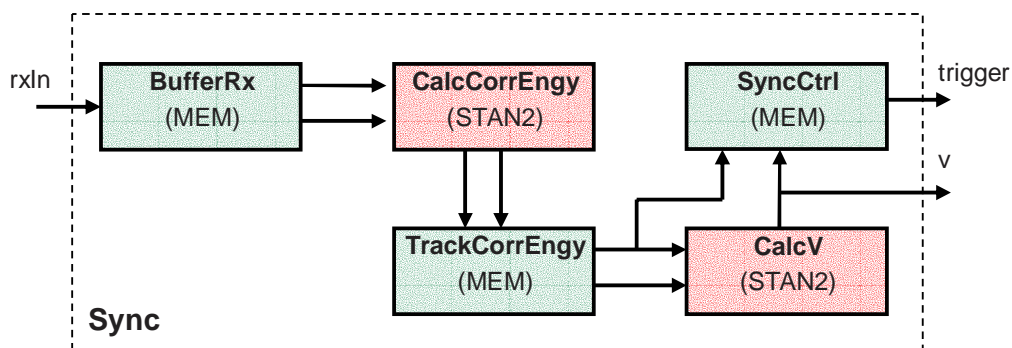 rxIn
BufferRx
(MEM)
CalcCorrEngy
(STAN2)
SyncCtrl
(MEM)
trigger
v
TrackCorrEngy
(MEM)
CalcV
(STAN2)
Sync